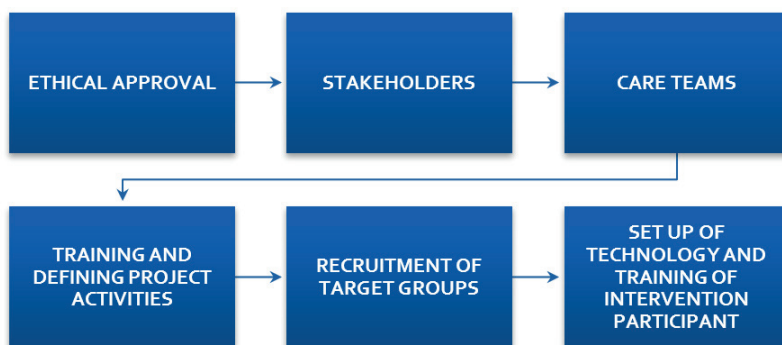 ETHICAL APPROVAL
STAKEHOLDERS
CARE TEAMS
TRAINING AND
DEFINING PROJECT
ACTIVITIES
RECRUITMENT OF
TARGET GROUPS
SET UP OF
TECHNOLOGY AND
TRAINING OF
INTERVENTION
PARTICIPANT